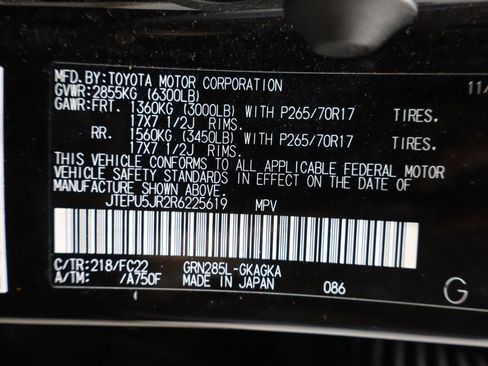 MFD.BY:TOYOTA MOTOR CORPORATION 11/
GVWR:2855KG (6300LB)
GAWR:FRT. 1360KG (3000LB) WITH P265/70R17 TIRES.
17X7 1/2J RIMS.
RR. 1560KG (3450LB) WITH P265/70R17 TIRES.
17X7 1/2J RIMS.
THIS VEHICLE CONFORMS TO ALL APPLICABLE FEDERAL MOTOR
VEHICLE SAFETY STANDARDS IN EFFECT ON THE DATE OF
MANUFACTURE SHOWN ABOVE.
JTEPU5JR2R6225619 MPV
C/TR:218/FC22 GRN285L-GKAGKA
A/TM: /A750F MADE IN JAPAN 086 G